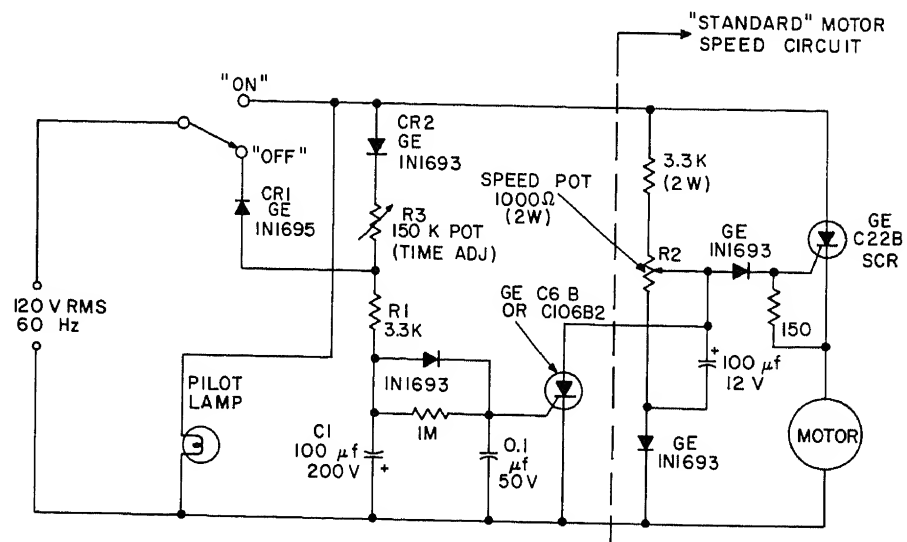 "STANDARD" MOTOR
SPEED CIRCUIT
"ON"
"OFF"
CR1
GE
IN1695
CR2
GE
IN1693
R3
150 K POT
(TIME ADJ)
SPEED POT
1000Ω
(2W)
3.3K
(2W)
R2
GE
IN1693
GE
C22B
SCR
120 V RMS
60 Hz
R1
3.3K
GE C6 B
OR C106B2
150
+
100 μf
12 V
IN1693
PILOT
LAMP
1M
C1
100 μf
200V
+
0.1
μf
50V
GE
IN1693
MOTOR